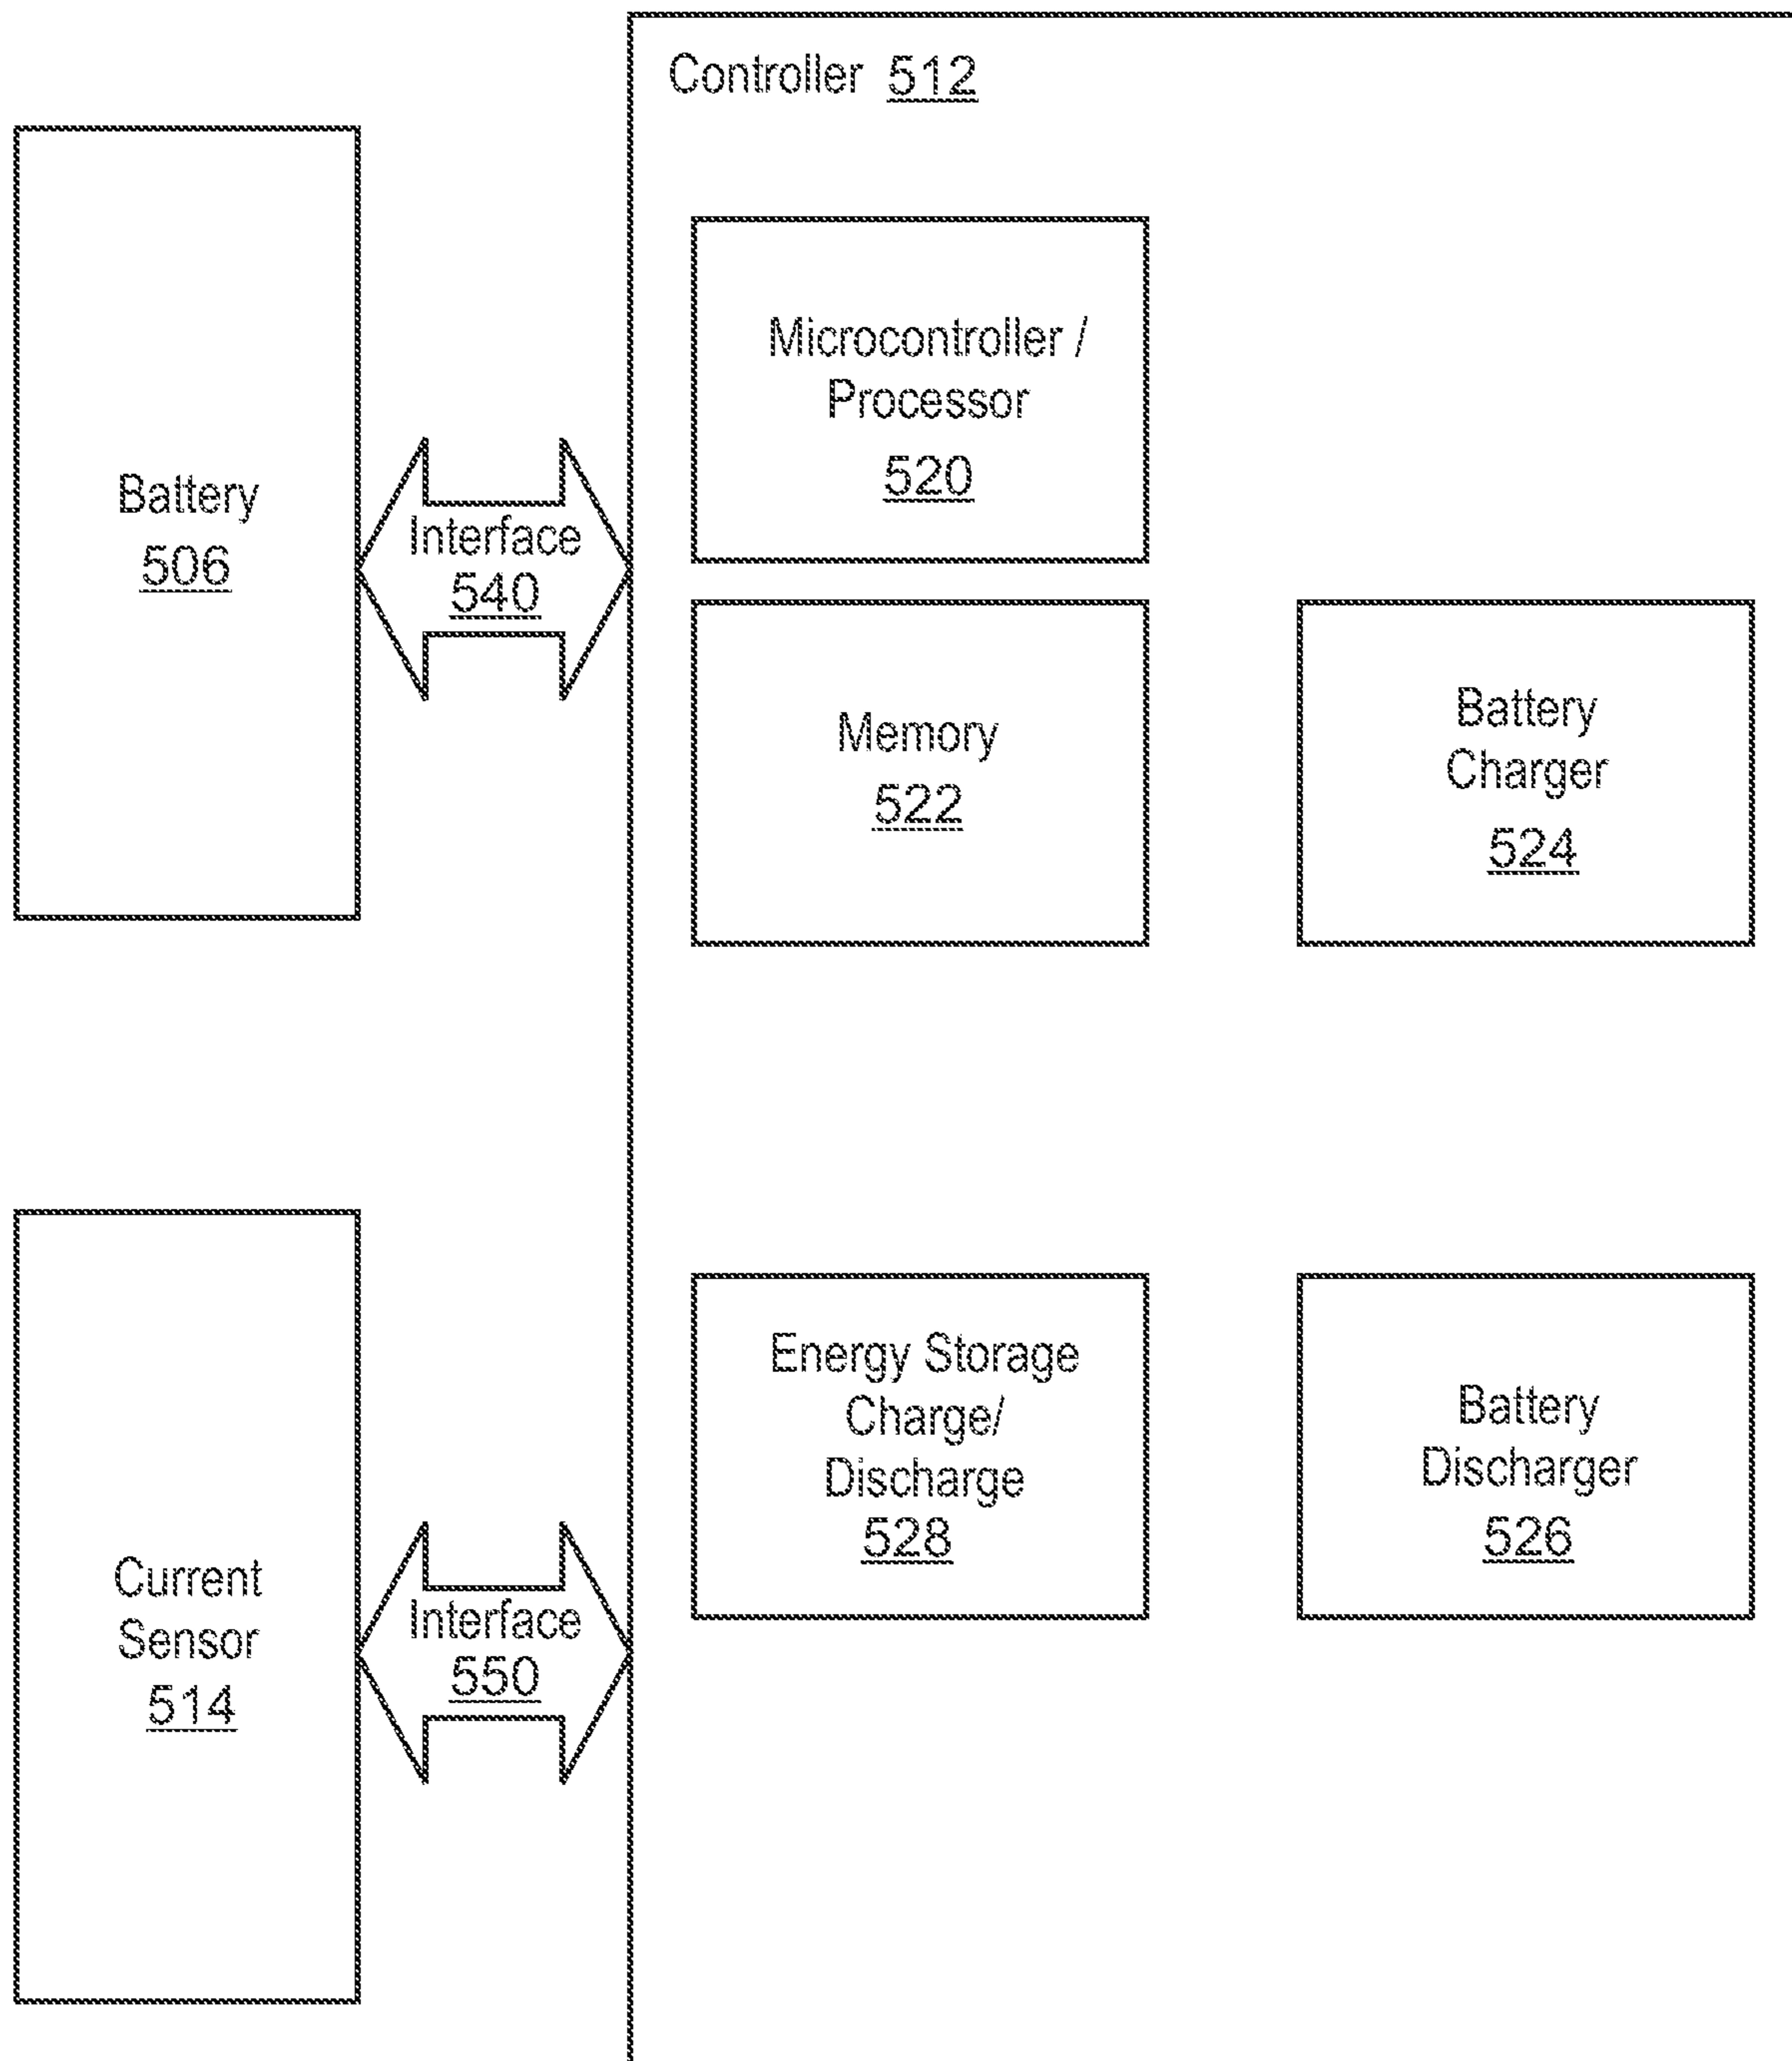 Controller 512
Battery
506
Interface
540
Microcontroller /
Processor
520
Memory
522
Battery
Charger
524
Current
Sensor
514
Interface
550
Energy Storage
Charge/
Discharge
528
Battery
Discharger
526